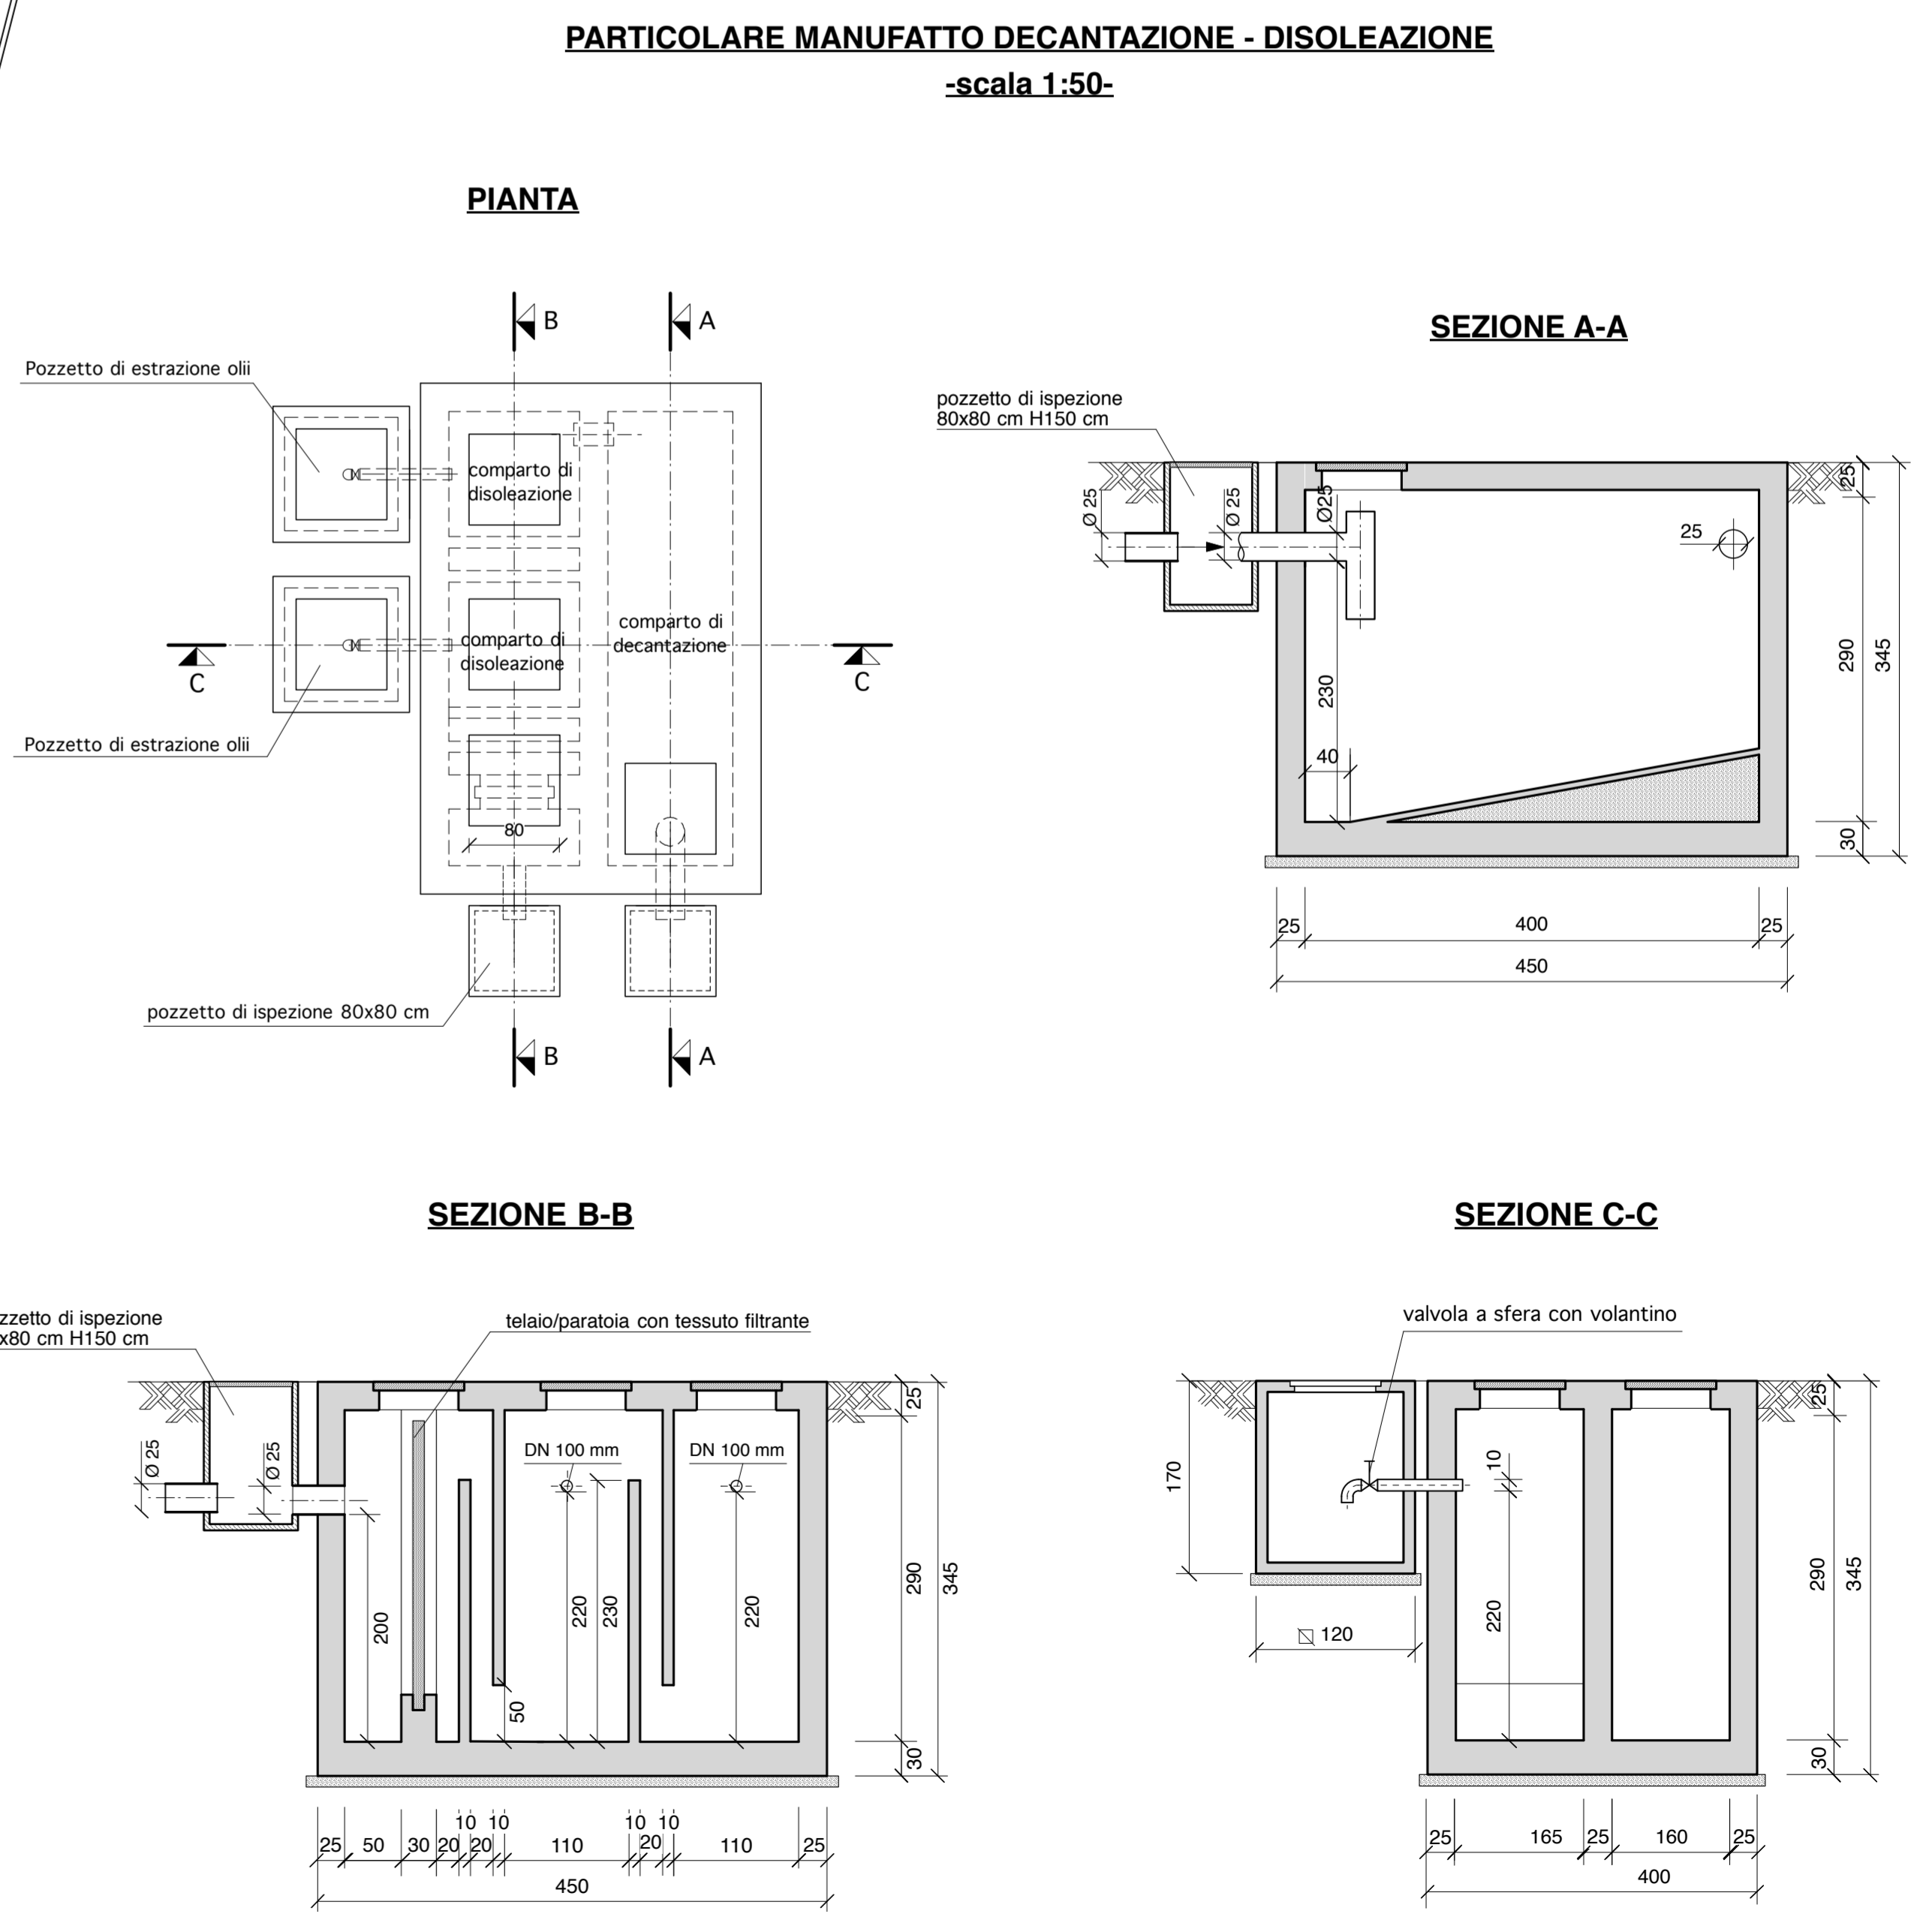 PARTICOLARE MANUFATTO DECANTAZIONE - DISOLEAZIONE
-scala 1:50-
PIANTA
B
A
Pozzetto di estrazione olii
comparto di
disoleazione
comparto di
disoleazione
comparto di
decantazione
C
C
Pozzetto di estrazione olii
80
pozzetto di ispezione 80x80 cm
B
A
SEZIONE A-A
pozzetto di ispezione
80x80 cm H150 cm
Ø 25
Ø 25
Ø25
25
25
230
290
345
40
30
25
400
25
450
SEZIONE B-B
zzetto di ispezione
x80 cm H150 cm
telaio/paratoia con tessuto filtrante
Ø 25
Ø 25
DN 100 mm
DN 100 mm
25
200
220
230
220
290
345
50
30
10 10 10 10
25 50 30 20 20 110 20 110 25
450
SEZIONE C-C
valvola a sfera con volantino
25
170
10
220
290
345
120
30
25 165 25 160 25
400